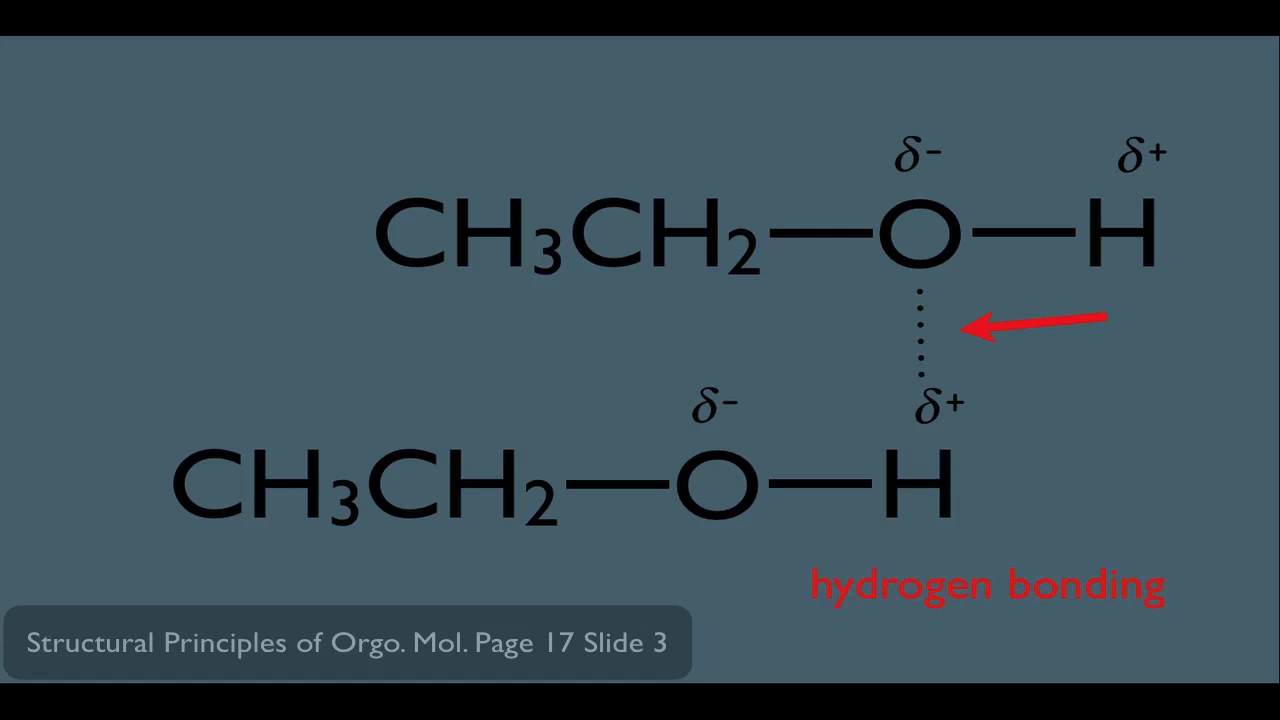 δ⁻ δ⁺
CH₃CH₂—O—H
δ⁻ δ⁺
CH₃CH₂—O—H
hydrogen bonding
Structural Principles of Orgo. Mol. Page 17 Slide 3